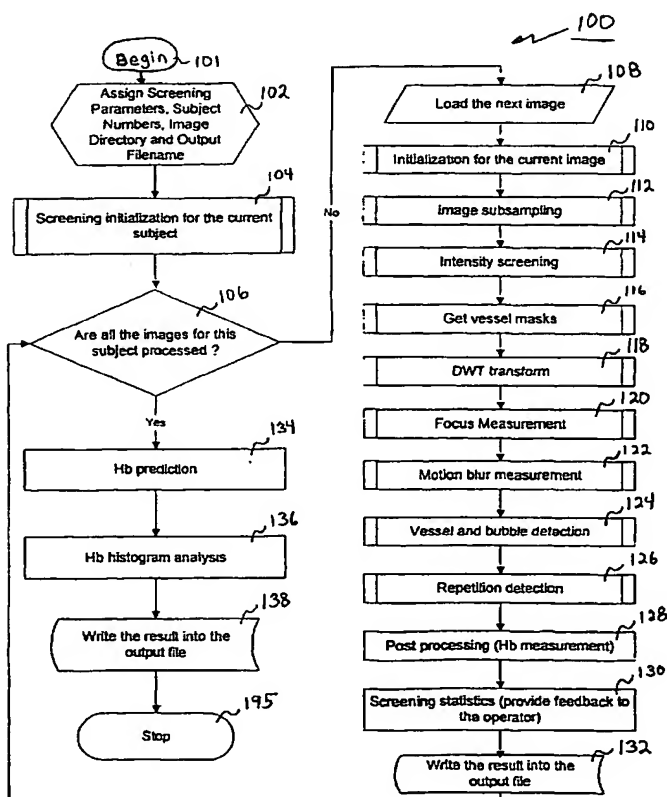 100
Begin
101
102
Assign Screening
Parameters, Subject
Numbers, Image
Directory and Output
Filename
104
Screening initialization for the current
subject
106
Are all the images for this
subject processed ?
No
Yes
134
Hb prediction
136
Hb histogram analysis
138
Write the result into the
output file
195
Stop
108
Load the next image
110
Initialization for the current image
112
Image subsampling
114
Intensity screening
116
Get vessel masks
118
DWT transform
120
Focus Measurement
122
Motion blur measurement
124
Vessel and bubble detection
126
Repetition detection
128
Post processing (Hb measurement)
130
Screening statistics (provide feedback to
the operator)
132
Write the result into the
output file